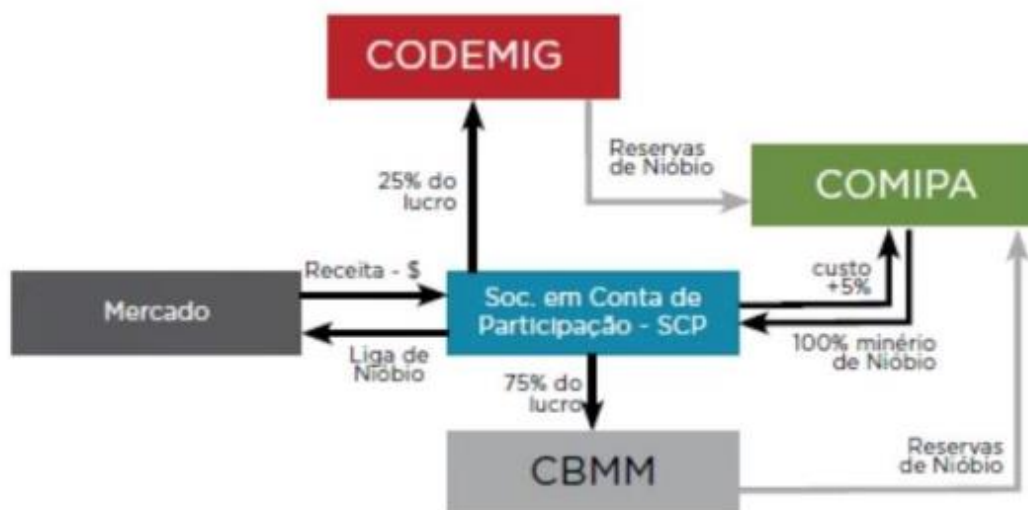 CODEMIG
Reservas
de Nióbio
COMIPA
25% do
lucro
Receita - $
Mercado
Soc. em Conta de
Participação - SCP
custo
+5%
Liga de
Nióbio
100% minério
de Nióbio
75% do
lucro
CBMM
Reservas
de Nióbio